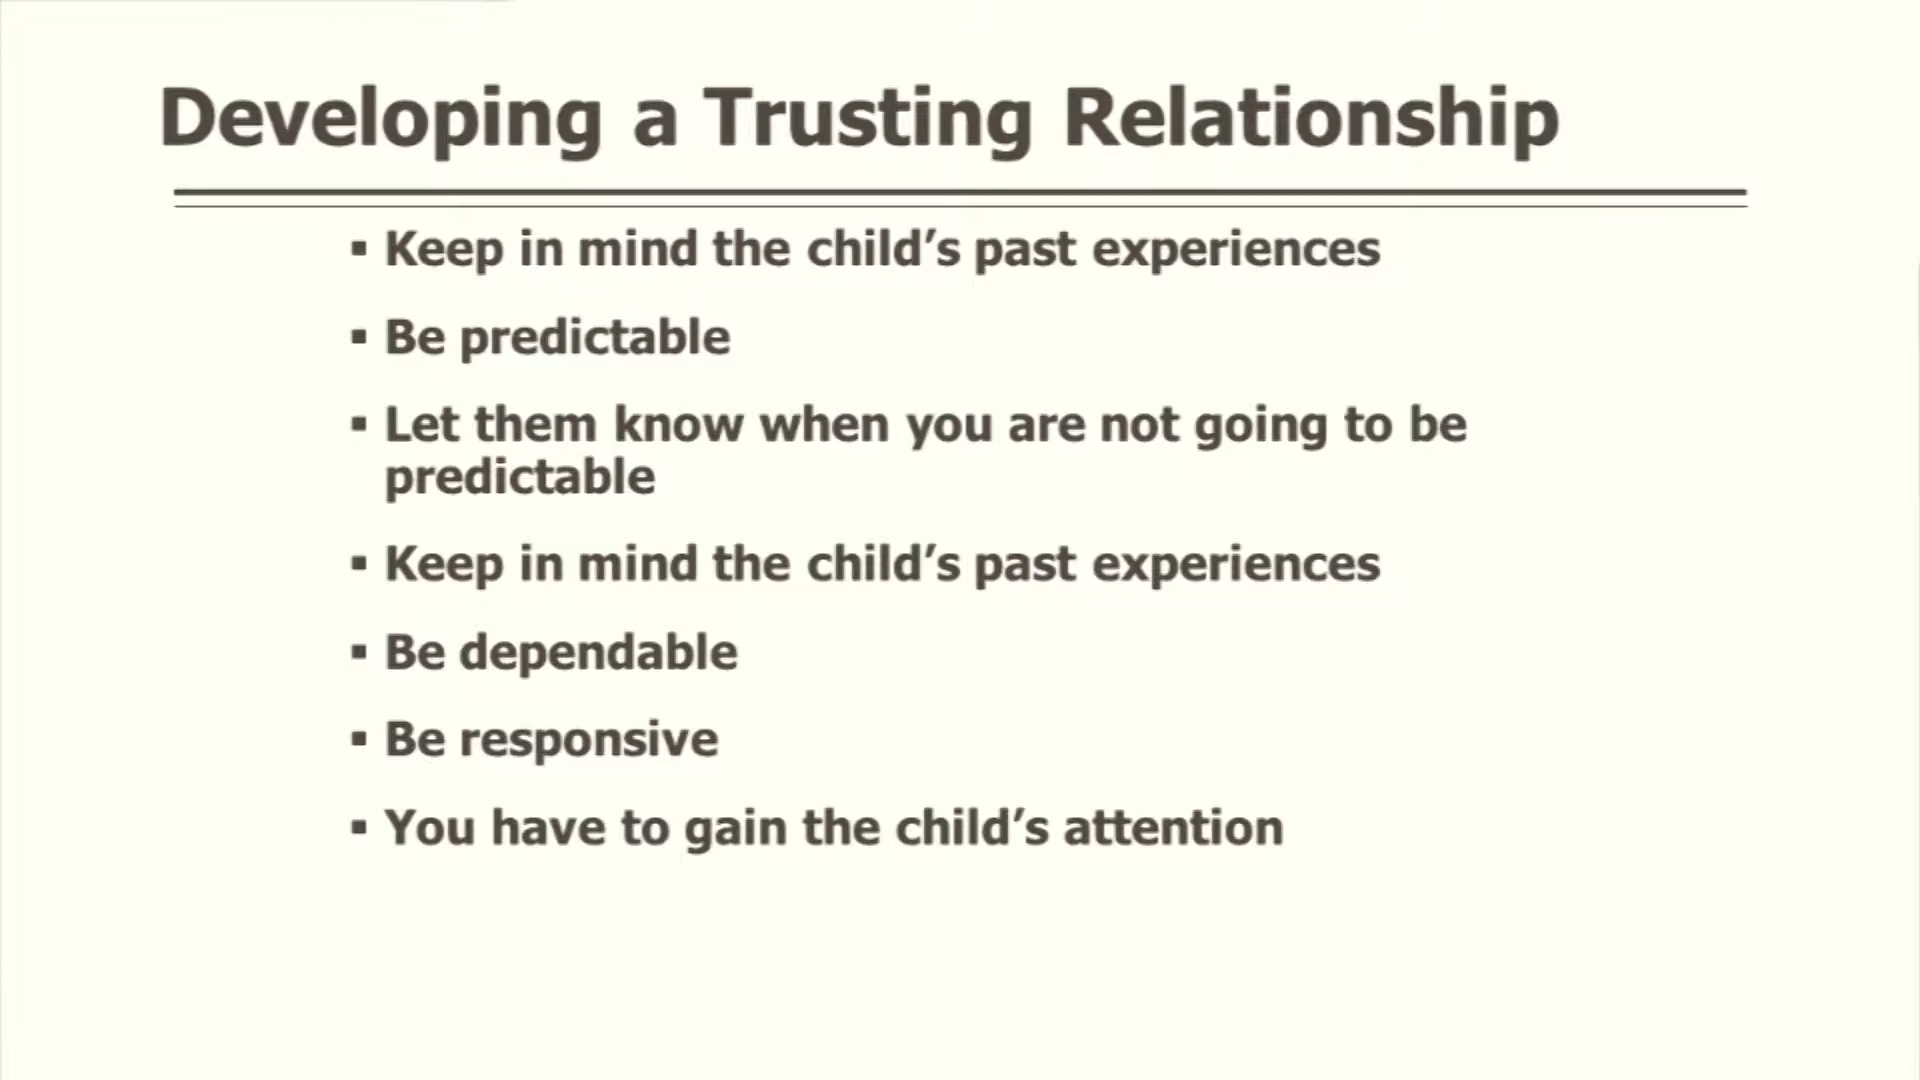 Developing a Trusting Relationship
▪ Keep in mind the child’s past experiences
▪ Be predictable
▪ Let them know when you are not going to be
predictable
▪ Keep in mind the child’s past experiences
▪ Be dependable
▪ Be responsive
▪ You have to gain the child’s attention